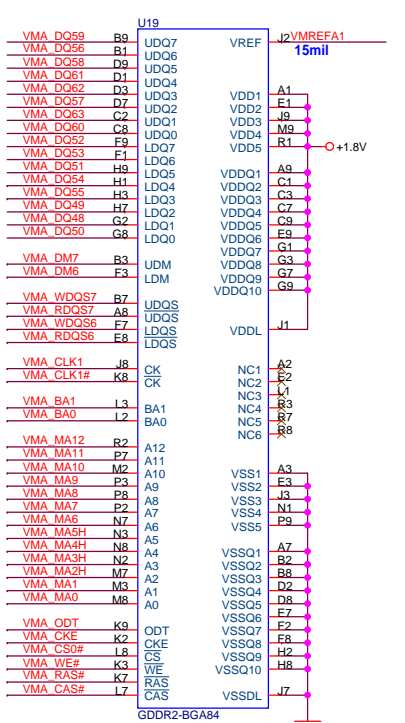 U19
VMA_DQ59 B9 UDQ7 VREF J2 VMREFA1
VMA_DQ56 B1 UDQ6 15mil
VMA_DQ58 D9 UDQ5
VMA_DQ61 D1 UDQ4
VMA_DQ62 D3 UDQ3 VDD1 A1
VMA_DQ57 D7 UDQ2 VDD2 E1
VMA_DQ63 C2 UDQ1 VDD3 J9
VMA_DQ60 C8 UDQ0 VDD4 M9
VMA_DQ52 F9 LDQ7 VDD5 R1 +1.8V
VMA_DQ53 F1 LDQ6
VMA_DQ51 H9 LDQ5 VDDQ1 A9
VMA_DQ54 H1 LDQ4 VDDQ2 C1
VMA_DQ55 H3 LDQ3 VDDQ3 C3
VMA_DQ49 H7 LDQ2 VDDQ4 C7
VMA_DQ48 G2 LDQ1 VDDQ5 C9
VMA_DQ50 G8 LDQ0 VDDQ6 E9
VDDQ7 G1
VMA_DM7 B3 UDM VDDQ8 G3
VMA_DM6 F3 LDM VDDQ9 G7
VDDQ10 G9
VMA_WDQS7 B7 UDQS
VMA_RDQS7 A8 UDQS
VMA_WDQS6 F7 LDQS VDDL J1
VMA_RDQS6 E8 LDQS
VMA_CLK1 J8 CK NC1 A2
VMA_CLK1# K8 CK NC2 E2
NC3 L1
VMA_BA1 L3 BA1 NC4 R3
VMA_BA0 L2 BA0 NC5 R7
NC6 R8
VMA_MA12 R2 A12
VMA_MA11 P7 A11
VMA_MA10 M2 A10 VSS1 A3
VMA_MA9 P3 A9 VSS2 E3
VMA_MA8 P8 A8 VSS3 J3
VMA_MA7 P2 A7 VSS4 N1
VMA_MA6 N7 A6 VSS5 P9
VMA_MA5H N3 A5
VMA_MA4H N8 A4 VSSQ1 A7
VMA_MA3H N2 A3 VSSQ2 B2
VMA_MA2H M7 A2 VSSQ3 B8
VMA_MA1 M3 A1 VSSQ4 D2
VMA_MA0 M8 A0 VSSQ5 D8
VSSQ6 E7
VMA_ODT K9 ODT VSSQ7 F2
VMA_CKE K2 CKE VSSQ8 F8
VMA_CS0# L8 CS VSSQ9 H2
VMA_WE# K3 WE VSSQ10 H8
VMA_RAS# K7 RAS
VMA_CAS# L7 CAS VSSDL J7
GDDR2-BGA84